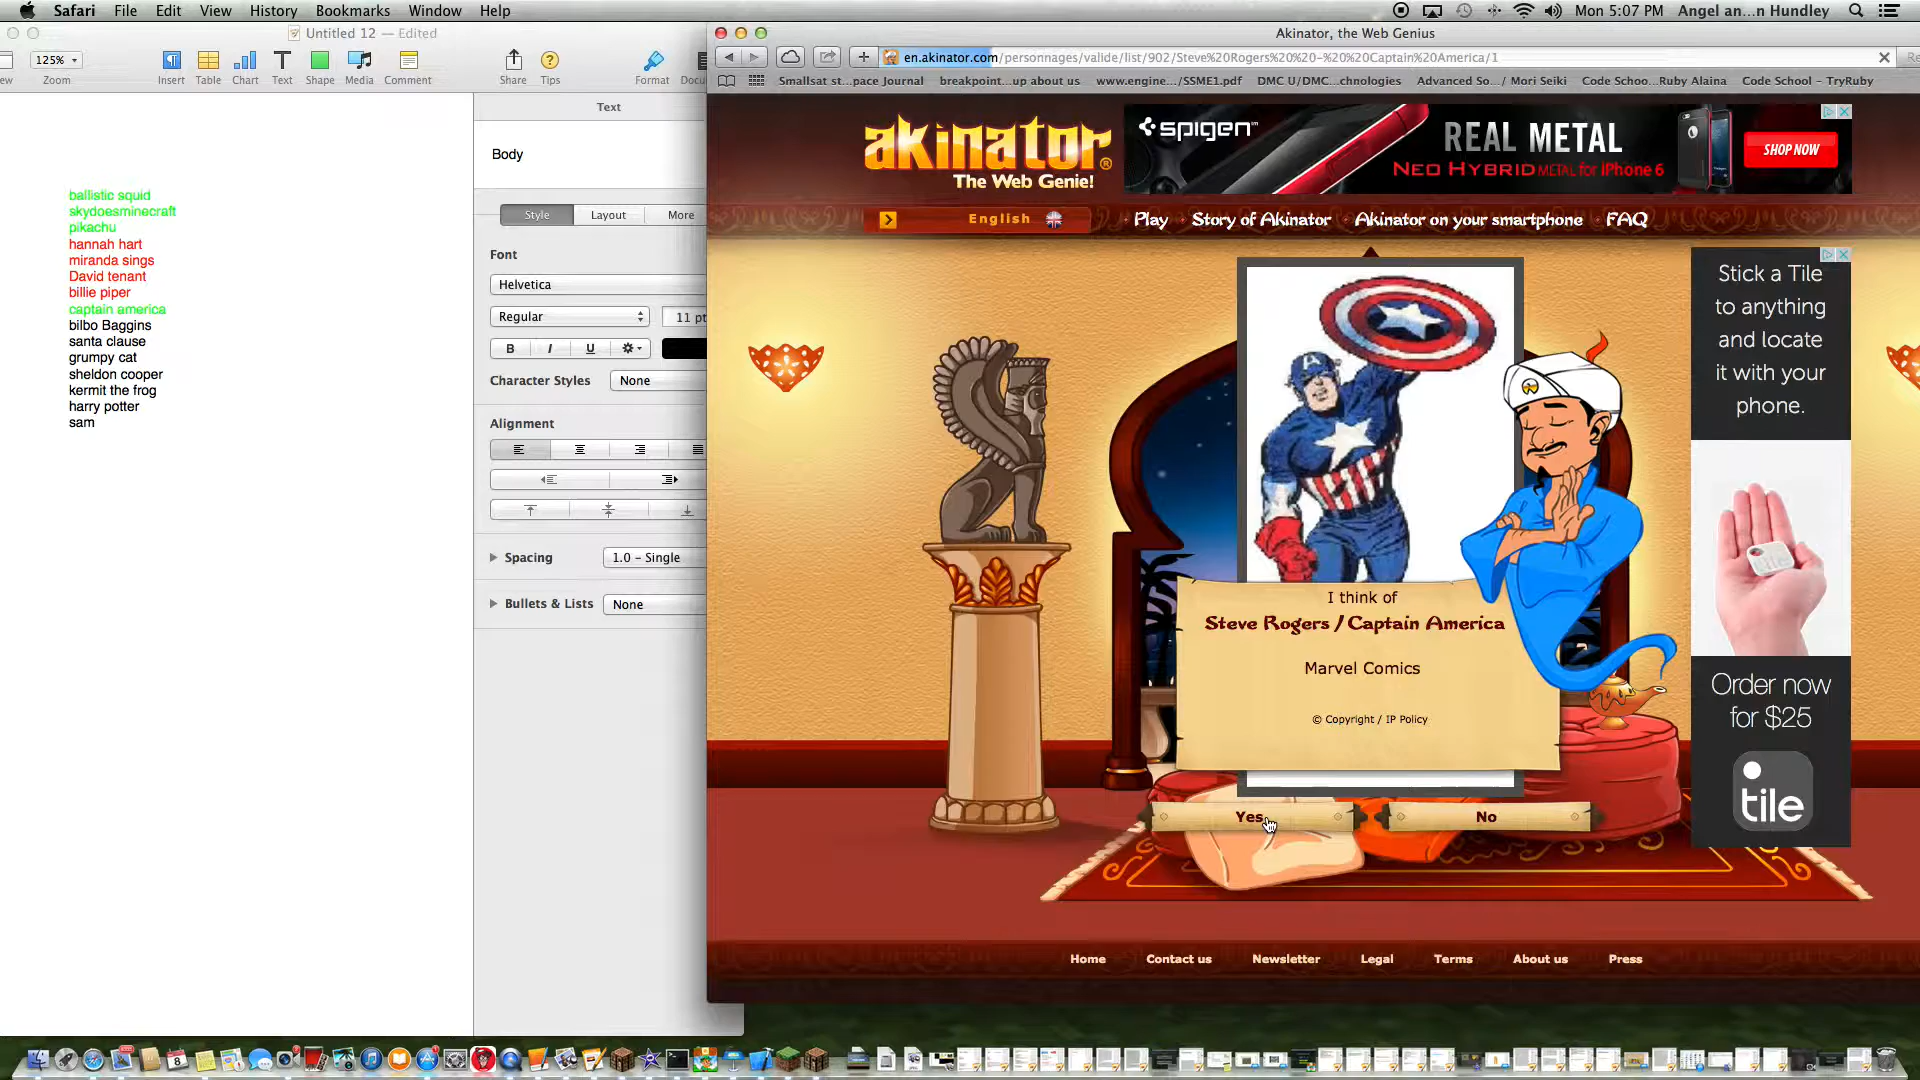 Safari File Edit View History Bookmarks Window Help
Mon 5:07 PM Angel an...n Hundley
Untitled 12 — Edited
125%
Zoom
Insert Table Chart Text Shape Media Comment Share Tips Format
Text
Body
Style Layout More
Font
Helvetica
Regular 11 pt
B I U
Character Styles None
Alignment
Spacing 1.0 - Single
Bullets & Lists None
ballistic squid
skydoesminecraft
pikachu
hannah hart
miranda sings
David tenant
billie piper
captain america
bilbo Baggins
santa clause
grumpy cat
sheldon cooper
kermit the frog
harry potter
sam
Akinator, the Web Genius
en.akinator.com/personnages/valide/list/902/Steve%20Rogers%20%20-%20%20Captain%20America/1
Smallsat st...pace Journal breakpoint...up about us www.engine.../SSME1.pdf DMC U/DMC...chnologies Advanced So.../ Mori Seiki Code Schoo...Ruby Alaina Code School - TryRuby
akinator®
The Web Genie!
spigen™
REAL METAL
NEO HYBRID METAL for iPhone 6
SHOP NOW
English Play Story of Akinator Akinator on your smartphone FAQ
Stick a Tile
to anything
and locate
it with your
phone.
Order now
for $25
tile
I think of
Steve Rogers / Captain America
Marvel Comics
© Copyright / IP Policy
Yes No
Home Contact us Newsletter Legal Terms About us Press